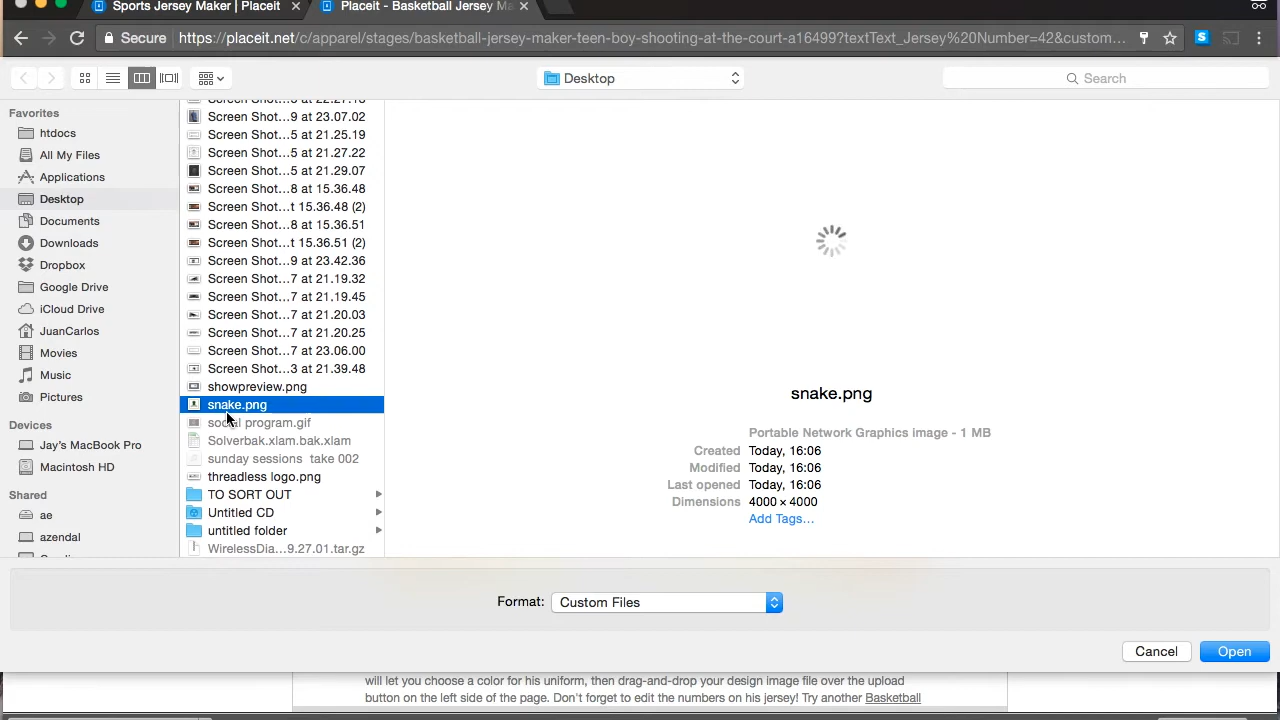 Sports Jersey Maker | Placeit
Placeit - Basketball Jersey Ma
Secure
https://placeit.net/c/apparel/stages/basketball-jersey-maker-teen-boy-shooting-at-the-court-a16499?textText_Jersey%20Number=42&custom...
Desktop
Search
Favorites
htdocs
All My Files
Applications
Desktop
Documents
Downloads
Dropbox
Google Drive
iCloud Drive
JuanCarlos
Movies
Music
Pictures
Devices
Jay's MacBook Pro
Macintosh HD
Shared
ae
azendal
Screen Shot...9 at 23.07.02
Screen Shot...5 at 21.25.19
Screen Shot...5 at 21.27.22
Screen Shot...5 at 21.29.07
Screen Shot...8 at 15.36.48
Screen Shot...t 15.36.48 (2)
Screen Shot...8 at 15.36.51
Screen Shot...t 15.36.51 (2)
Screen Shot...9 at 23.42.36
Screen Shot...7 at 21.19.32
Screen Shot...7 at 21.19.45
Screen Shot...7 at 21.20.03
Screen Shot...7 at 21.20.25
Screen Shot...7 at 23.06.00
Screen Shot...3 at 21.39.48
showpreview.png
snake.png
social program.gif
Solverbak.xlam.bak.xlam
sunday sessions take 002
threadless logo.png
TO SORT OUT
Untitled CD
untitled folder
WirelessDia...9.27.01.tar.gz
snake.png
Portable Network Graphics image - 1 MB
Created Today, 16:06
Modified Today, 16:06
Last opened Today, 16:06
Dimensions 4000 × 4000
Add Tags...
Format: Custom Files
Cancel
Open
will let you choose a color for his uniform, then drag-and-drop your design image file over the upload
button on the left side of the page. Don't forget to edit the numbers on his jersey! Try another Basketball